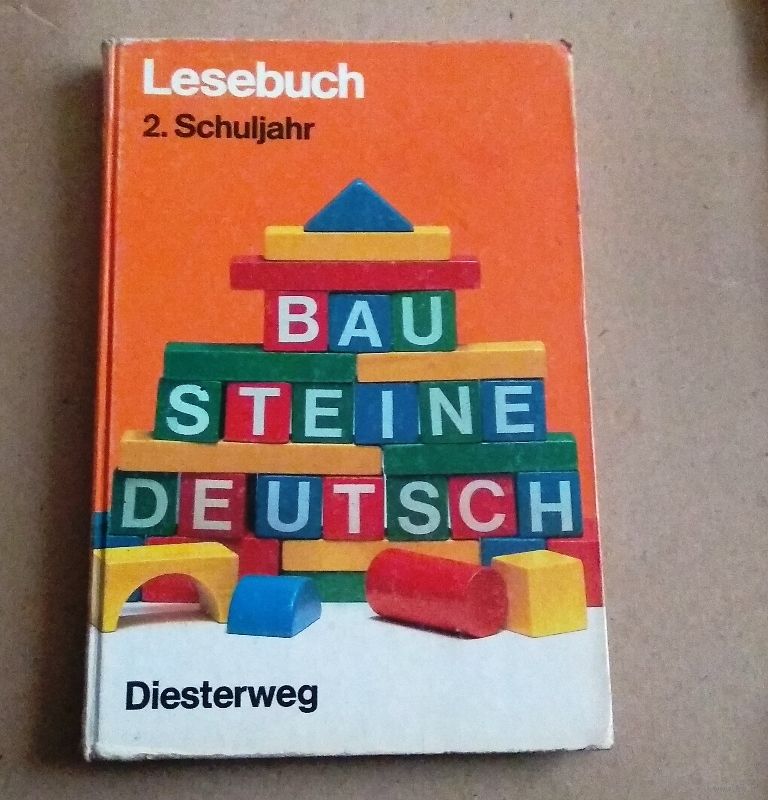 Lesebuch
2. Schuljahr
BAU
STEINE
DEUTSCH
Diesterweg